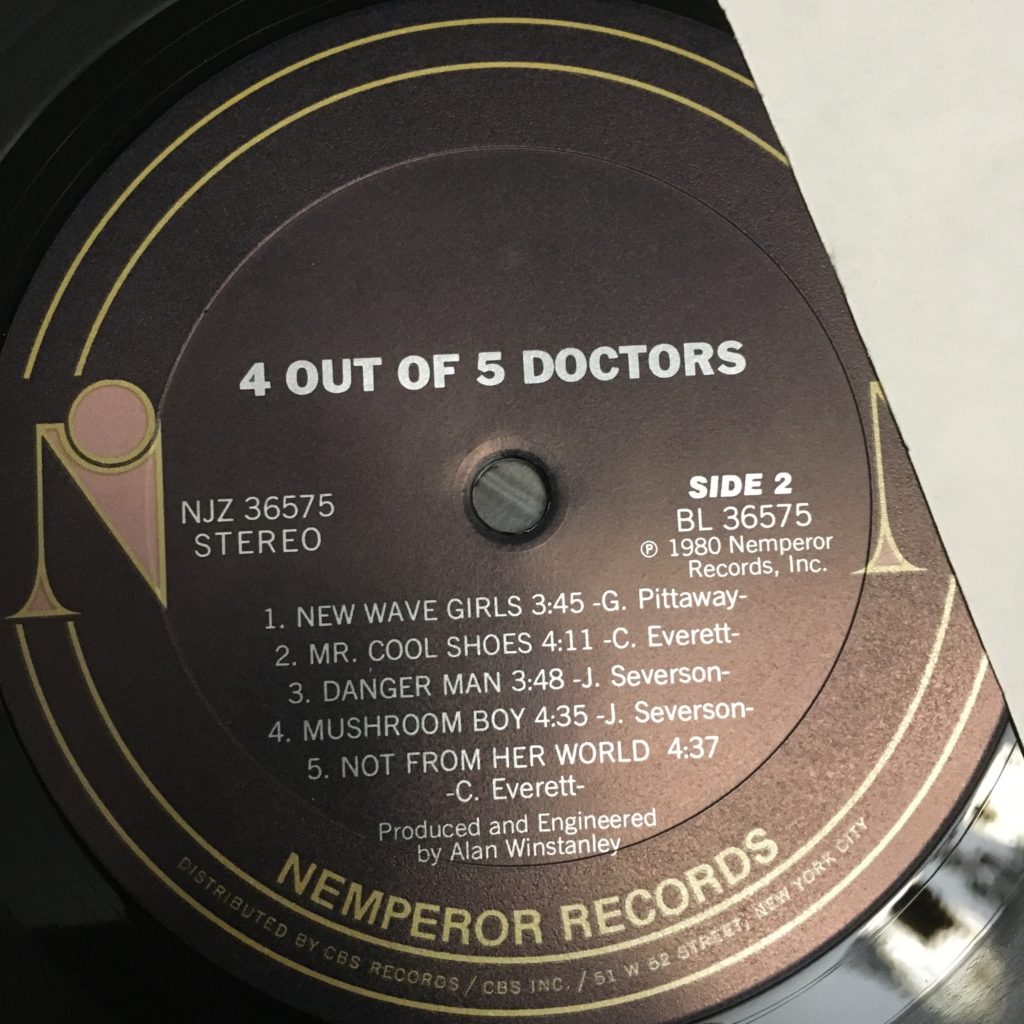 4 OUT OF 5 DOCTORS
NJZ 36575
STEREO
SIDE 2
BL 36575
℗ 1980 Nemperor
Records, Inc.
1. NEW WAVE GIRLS 3:45 -G. Pittaway-
2. MR. COOL SHOES 4:11 -C. Everett-
3. DANGER MAN 3:48 -J. Severson-
4. MUSHROOM BOY 4:35 -J. Severson-
5. NOT FROM HER WORLD 4:37
-C. Everett-
Produced and Engineered
by Alan Winstanley
NEMPEROR RECORDS
DISTRIBUTED BY CBS RECORDS / CBS INC. / 51 W 52 STREET, NEW YORK CITY